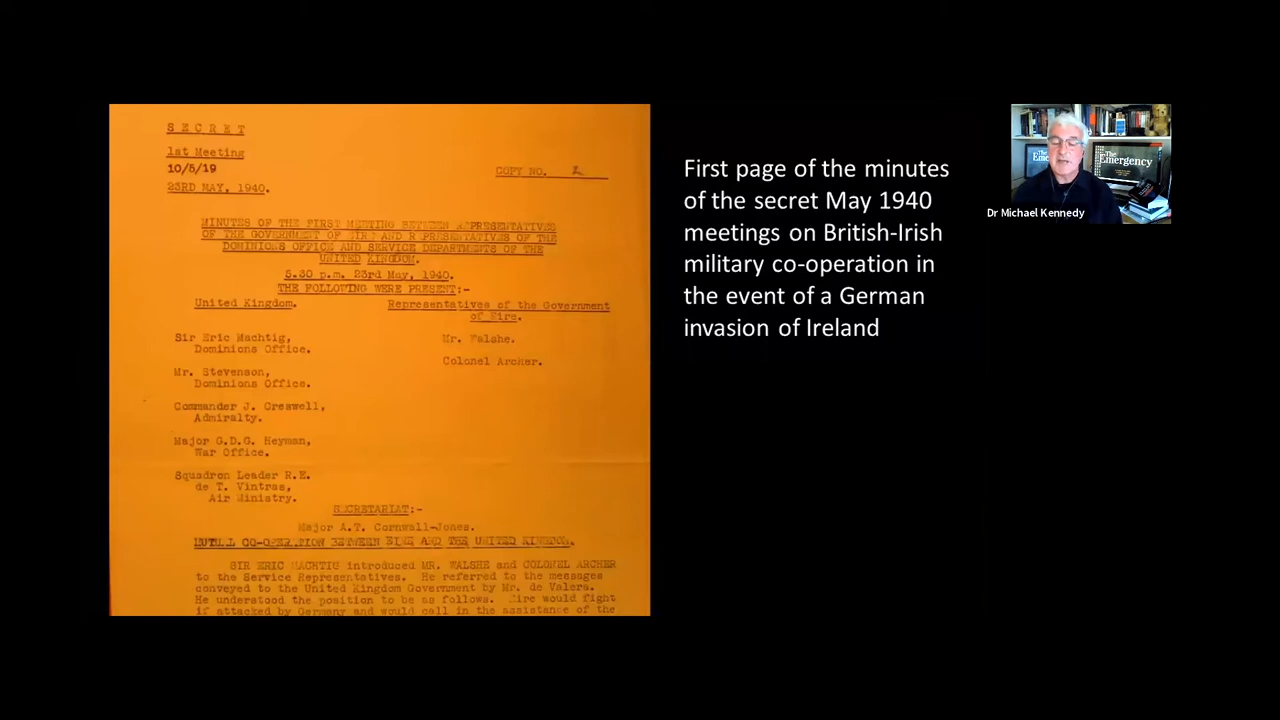 SECRET
1st Meeting
10/5/19
23RD MAY, 1940.
COPY NO. 2
MINUTES OF THE FIRST MEETING BETWEEN REPRESENTATIVES
OF THE GOVERNMENT OF EIRE AND REPRESENTATIVES OF THE
DOMINIONS OFFICE AND SERVICE DEPARTMENTS OF THE
UNITED KINGDOM.
5.30 p.m. 23rd May, 1940.
THE FOLLOWING WERE PRESENT:-
United Kingdom.
Sir Eric Machtig,
Dominions Office.
Mr. Stevenson,
Dominions Office.
Commander J. Creswell,
Admiralty.
Major G.D.G. Heyman,
War Office.
Squadron Leader R.E.
de T. Vintras,
Air Ministry.
Representatives of the Government
of Eire.
Mr. Walshe.
Colonel Archer.
SECRETARIAT:-
Major A.T. Cornwall-Jones.
MUTUAL CO-OPERATION BETWEEN EIRE AND THE UNITED KINGDOM.
SIR ERIC MACHTIG introduced MR. WALSHE and COLONEL ARCHER
to the Service Representatives. He referred to the messages
conveyed to the United Kingdom Government by Mr. de Valera.
He understood the position to be as follows. Eire would fight
if attacked by Germany and would call in the assistance of the
First page of the minutes
of the secret May 1940
meetings on British-Irish
military co-operation in
the event of a German
invasion of Ireland
The
Emergency
Dr Michael Kennedy